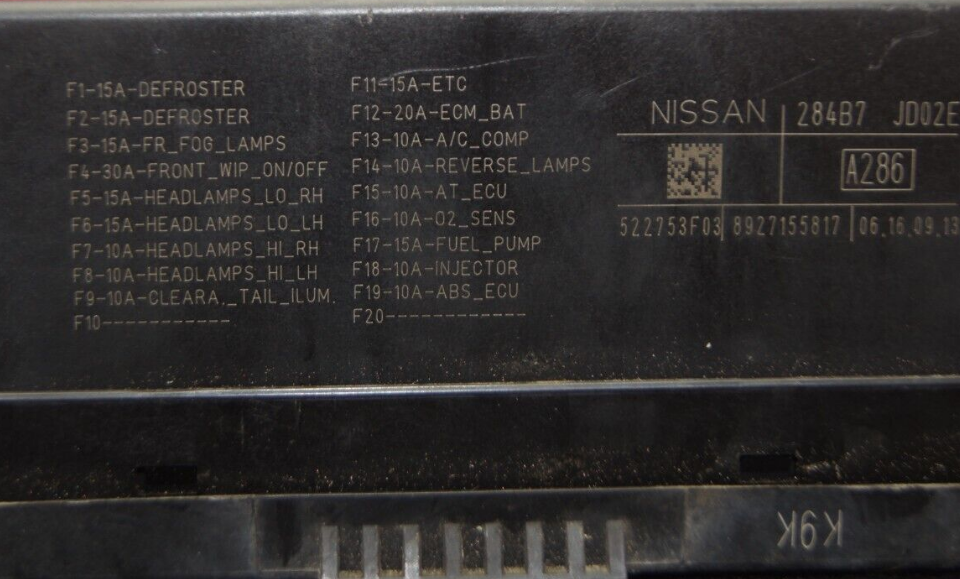 F1-15A-DEFROSTER
F2-15A-DEFROSTER
F3-15A-FR_FOG_LAMPS
F4-30A-FRONT_WIP_ON/OFF
F5-15A-HEADLAMPS_LO_RH
F6-15A-HEADLAMPS_LO_LH
F7-10A-HEADLAMPS_HI_RH
F8-10A-HEADLAMPS_HI_LH
F9-10A-CLEARA._TAIL_ILUM.
F10-----------
F11-15A-ETC
F12-20A-ECM_BAT
F13-10A-A/C_COMP
F14-10A-REVERSE_LAMPS
F15-10A-AT_ECU
F16-10A-O2_SENS
F17-15A-FUEL_PUMP
F18-10A-INJECTOR
F19-10A-ABS_ECU
F20------------
NISSAN 284B7 JD02E
A286
522753F03 8927155817 06.16.09.13
K9K